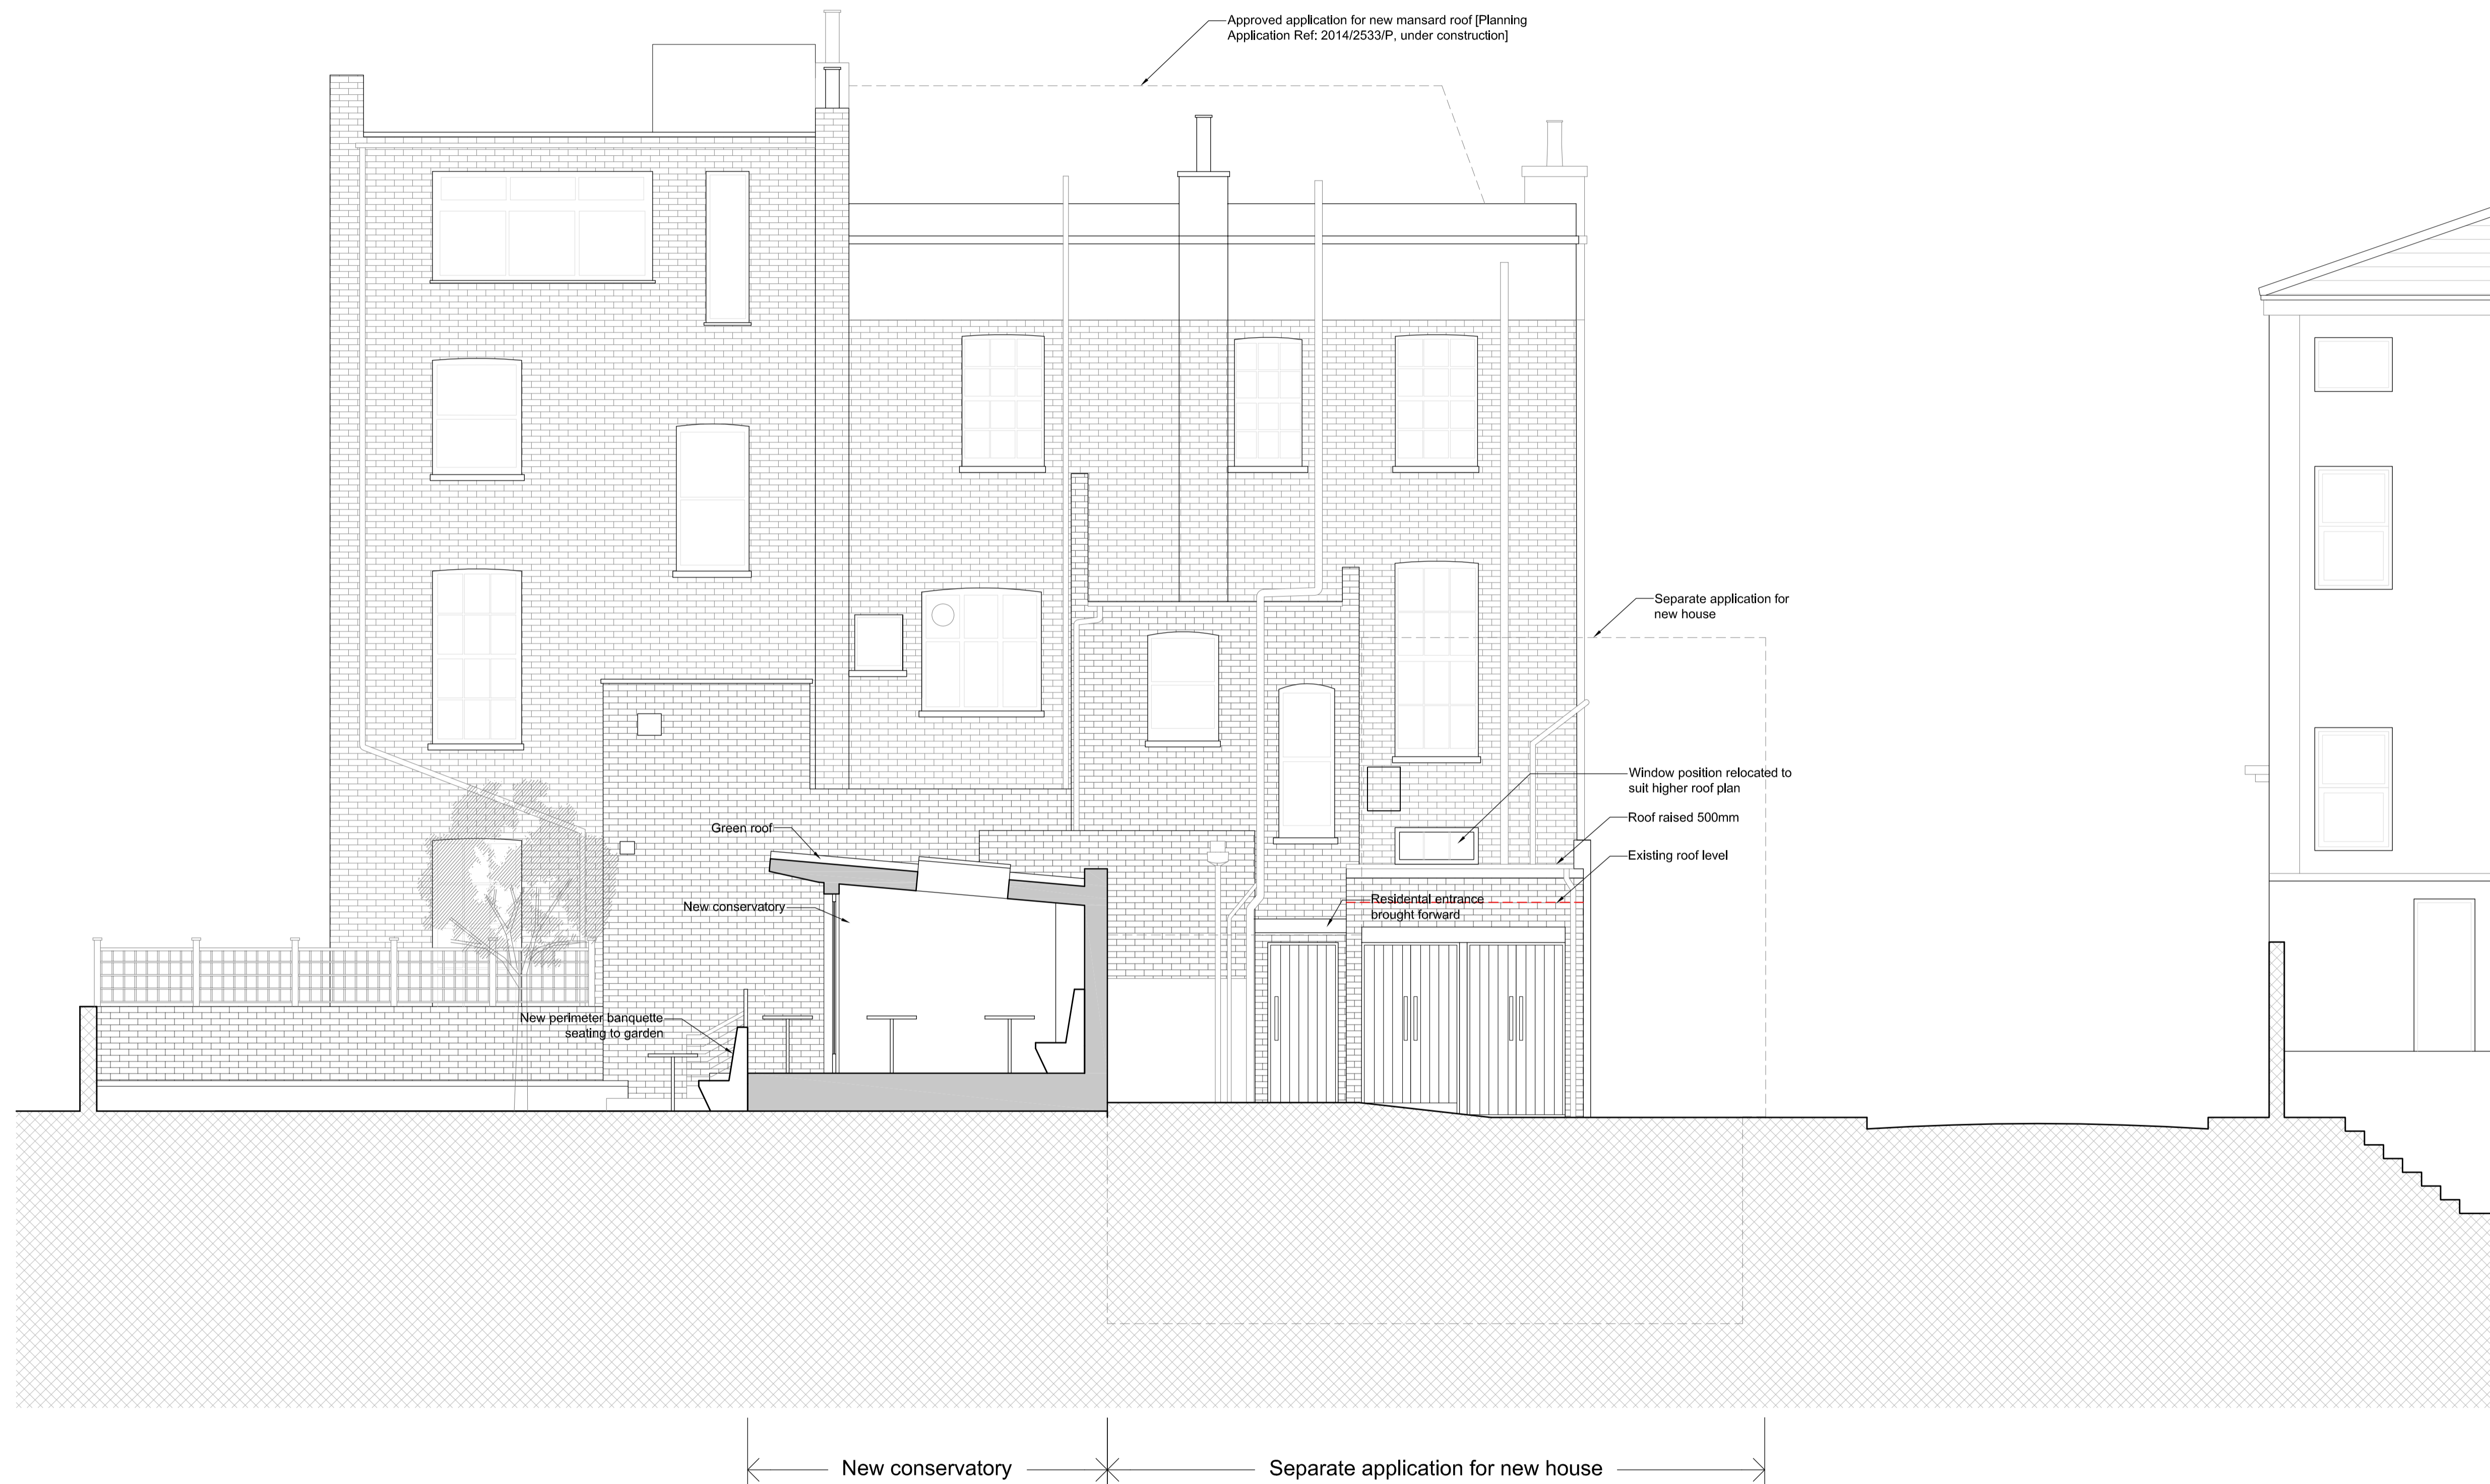 Approved application for new mansard roof [Planning
Application Ref: 2014/2533/P, under construction]
Separate application for
new house
Window position relocated to
suit higher roof plan
Roof raised 500mm
Existing roof level
Green roof
New conservatory
Residental entrance
brought forward
New perimeter banquette
seating to garden
New conservatory
Separate application for new house